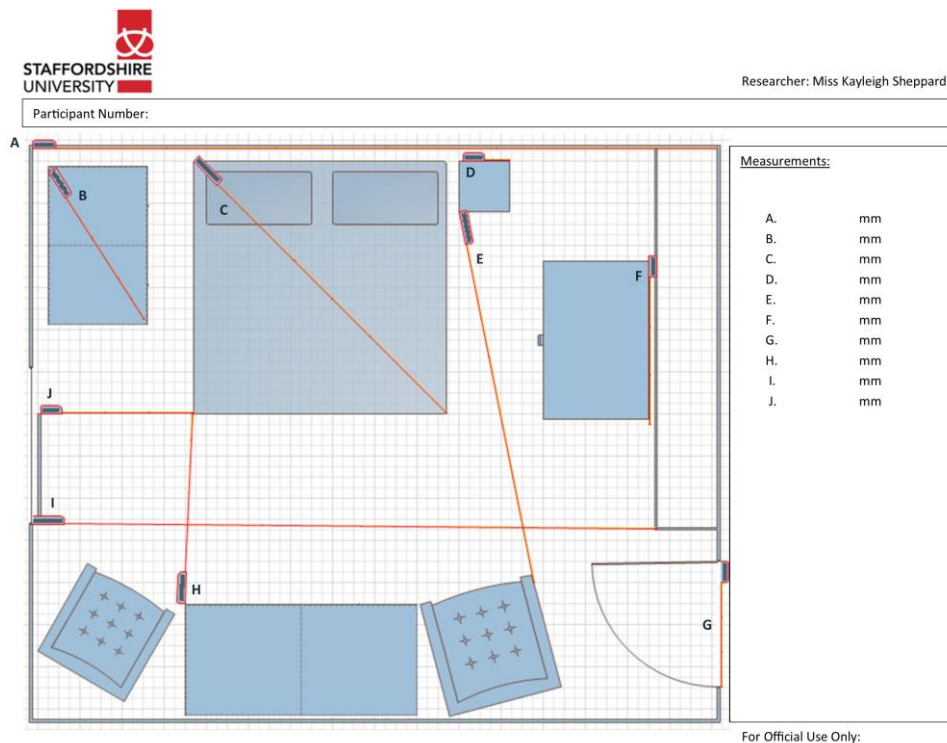 STAFFORDSHIRE
UNIVERSITY
Researcher: Miss Kayleigh Sheppard
Participant Number:
A
B
C
D
E
F
J
I
H
G
Measurements:
A. mm
B. mm
C. mm
D. mm
E. mm
F. mm
G. mm
H. mm
I. mm
J. mm
For Official Use Only: